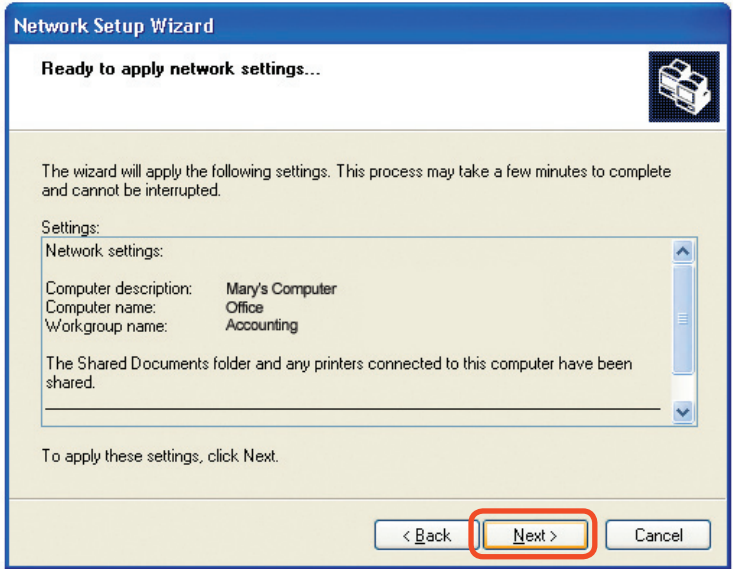 Network Setup Wizard
Ready to apply network settings...
The wizard will apply the following settings. This process may take a few minutes to complete
and cannot be interrupted.
Settings:
Network settings:
Computer description: Mary's Computer
Computer name: Office
Workgroup name: Accounting
The Shared Documents folder and any printers connected to this computer have been
shared.
To apply these settings, click Next.
< Back Next > Cancel